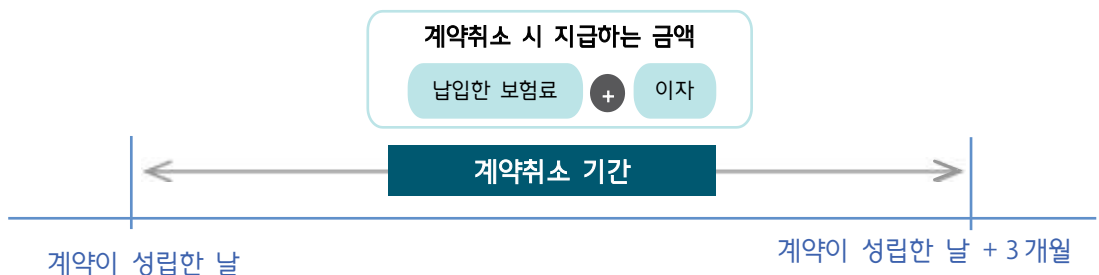 계약취소 시 지급하는 금액
납입한 보험료 + 이자
계약취소 기간
계약이 성립한 날
계약이 성립한 날 + 3개월